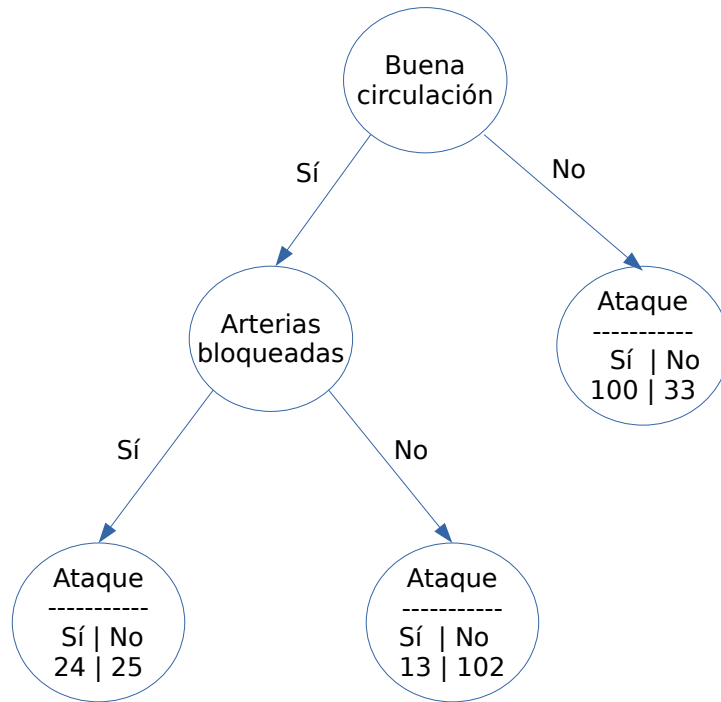 Buena
circulación
Sí
No
Arterias
bloqueadas
Ataque
-----------
Sí | No
100 | 33
Sí
No
Ataque
-----------
Sí | No
24 | 25
Ataque
-----------
Sí | No
13 | 102